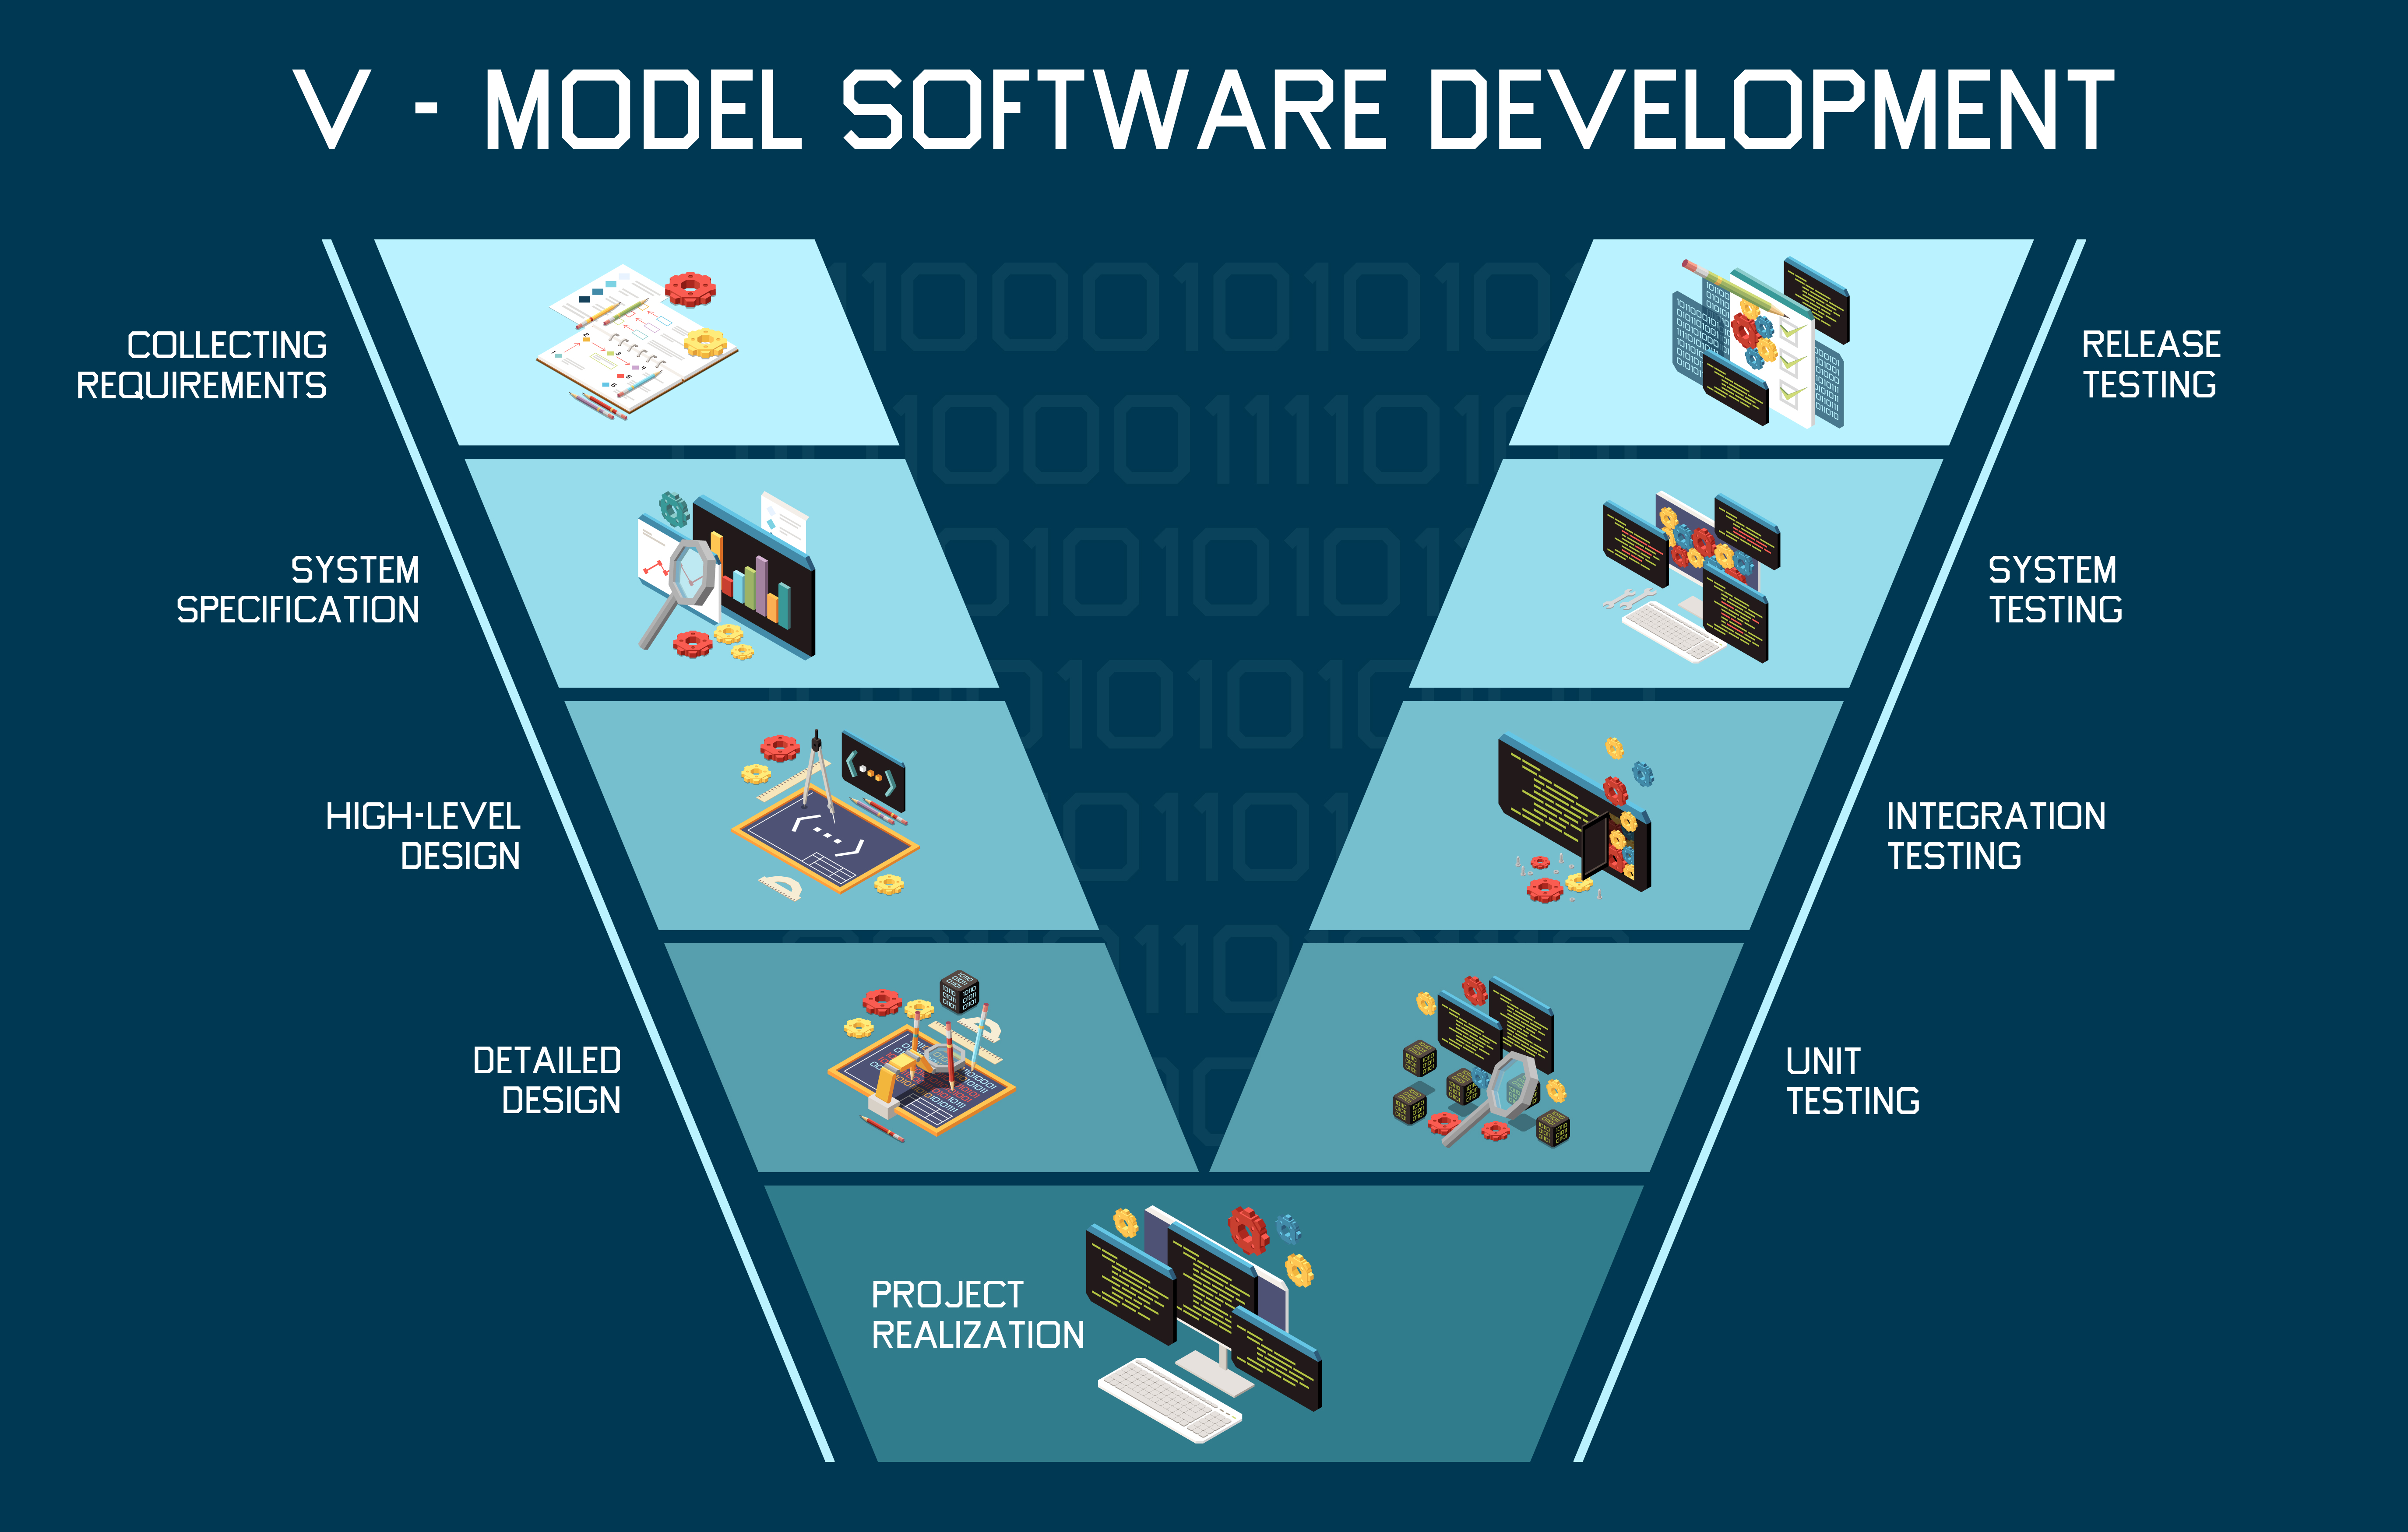 V - MODEL SOFTWARE DEVELOPMENT
COLLECTING
REQUIREMENTS
RELEASE
TESTING
SYSTEM
SPECIFICATION
SYSTEM
TESTING
HIGH-LEVEL
DESIGN
INTEGRATION
TESTING
DETAILED
DESIGN
UNIT
TESTING
PROJECT
REALIZATION